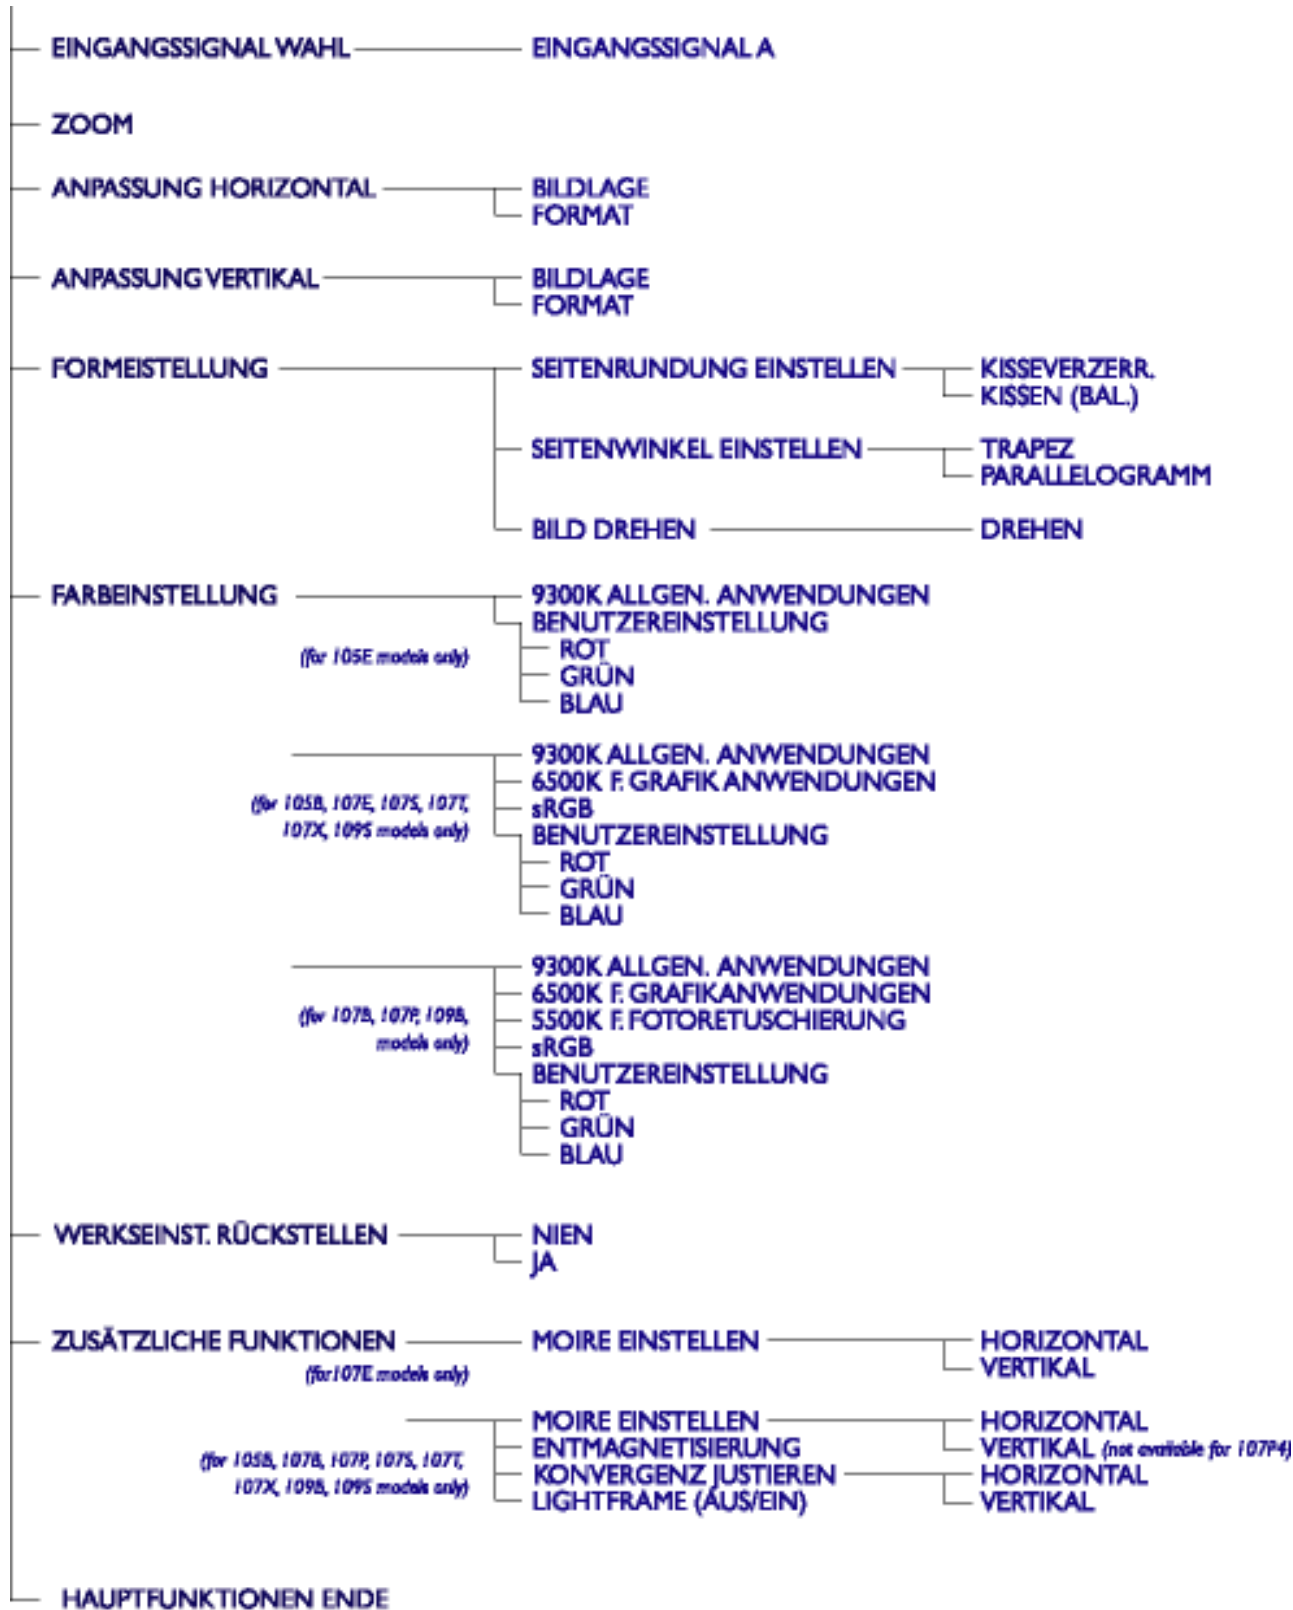 EINGANGSSIGNAL WAHL EINGANGSSIGNAL A
ZOOM
ANPASSUNG HORIZONTAL BILDLAGE
FORMAT
ANPASSUNG VERTIKAL BILDLAGE
FORMAT
FORMEISTELLUNG SEITENRUNDUNG EINSTELLEN KISSEVERZERR.
KISSEN (BAL.)
SEITENWINKEL EINSTELLEN TRAPEZ
PARALLELOGRAMM
BILD DREHEN DREHEN
FARBEINSTELLUNG 9300K ALLGEN. ANWENDUNGEN
BENUTZEREINSTELLUNG
(for 105E models only) ROT
GRÜN
BLAU
9300K ALLGEN. ANWENDUNGEN
6500K F. GRAFIK ANWENDUNGEN
(for 105B, 107E, 107S, 107T, sRGB
107X, 109S models only) BENUTZEREINSTELLUNG
ROT
GRÜN
BLAU
9300K ALLGEN. ANWENDUNGEN
6500K F. GRAFIKANWENDUNGEN
(for 107B, 107P, 109B, 5500K F. FOTORETUSCHIERUNG
models only) sRGB
BENUTZEREINSTELLUNG
ROT
GRÜN
BLAU
WERKSEINST. RÜCKSTELLEN NIEN
JA
ZUSÄTZLICHE FUNKTIONEN MOIRE EINSTELLEN HORIZONTAL
(for107E models only) VERTIKAL
MOIRE EINSTELLEN HORIZONTAL
ENTMAGNETISIERUNG VERTIKAL (not available for 107P4)
(for 105B, 107B, 107P, 107S, 107T, KONVERGENZ JUSTIEREN HORIZONTAL
107X, 109B, 109S models only) LIGHTFRAME (AUS/EIN) VERTIKAL
HAUPTFUNKTIONEN ENDE